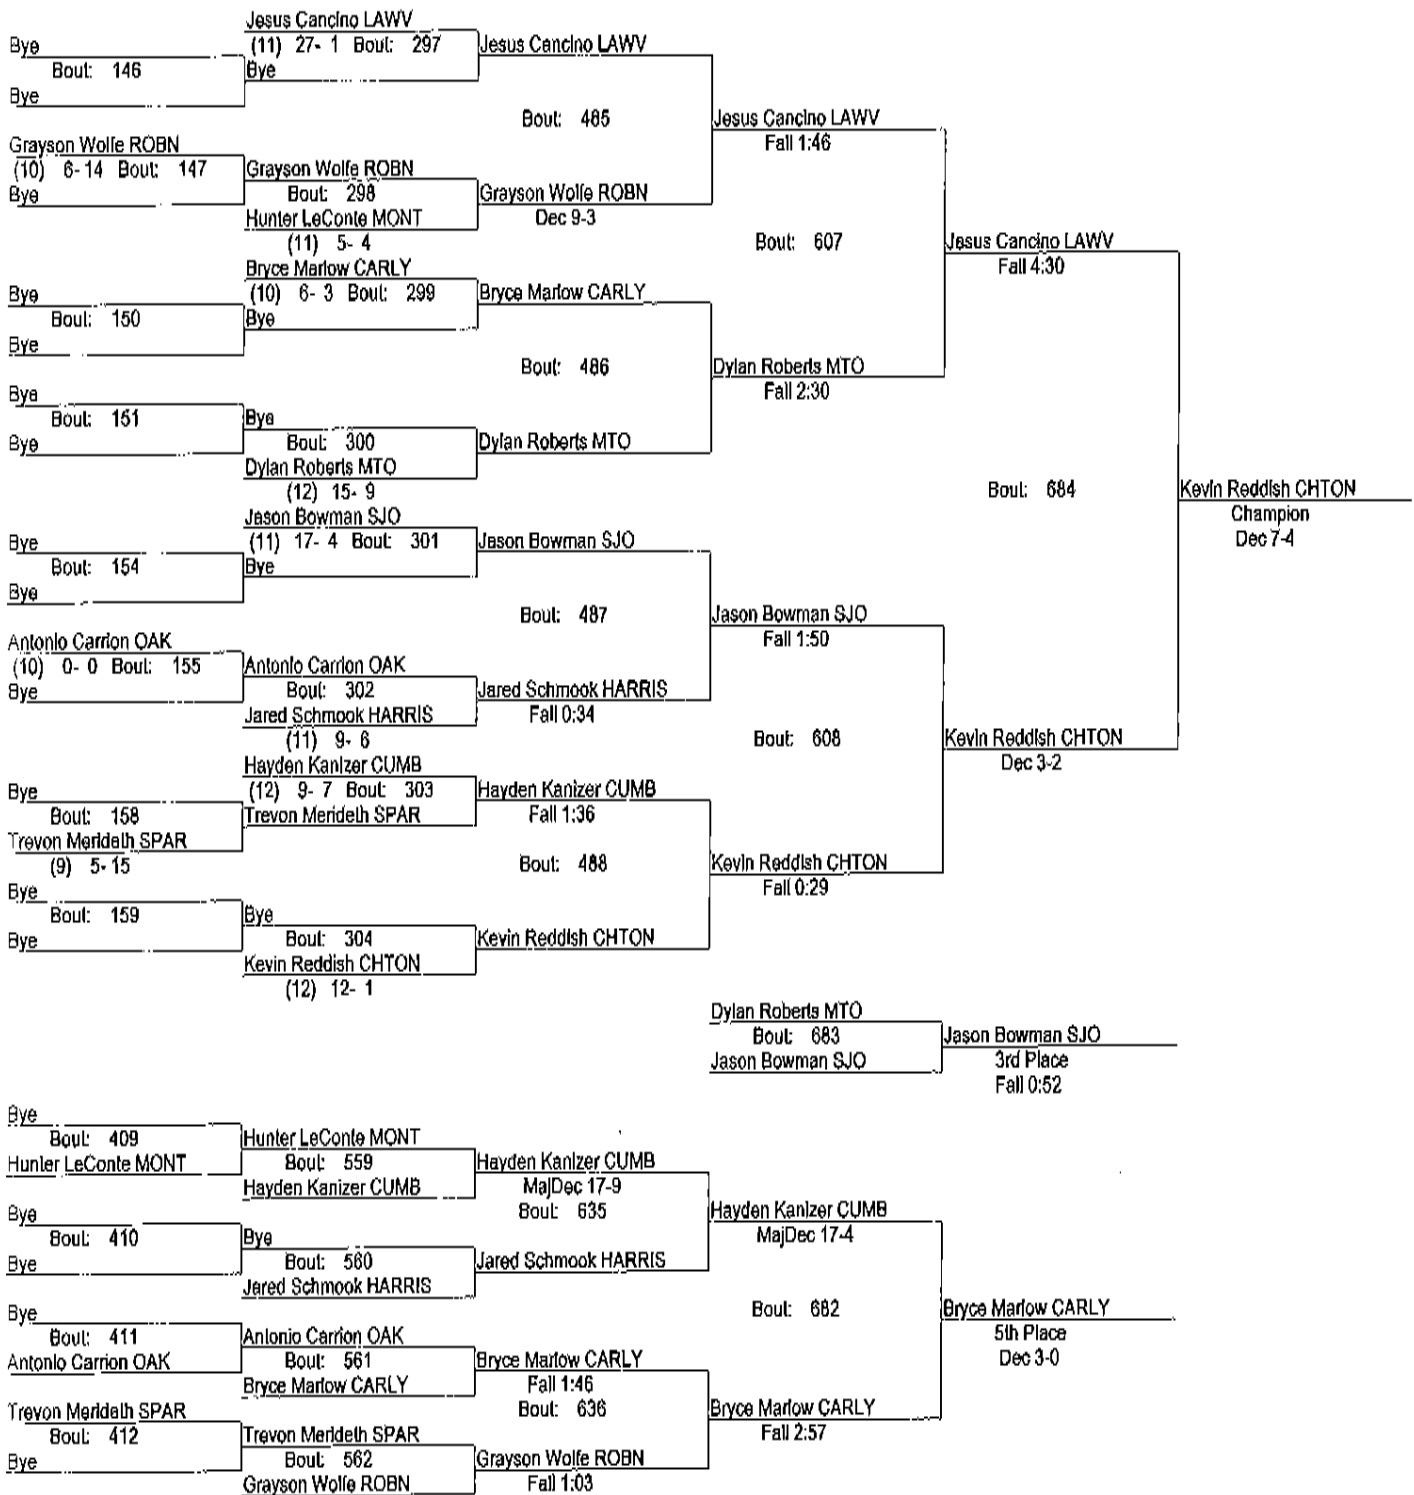 Jesus Cancino LAWV
Bye
(11) 27- 1 Bout: 297
Jesus Cancino LAWV
Bout: 146
Bye
Bye
Bout: 485
Jesus Cancino LAWV
Fall 1:46
Grayson Wolfe ROBN
(10) 6-14 Bout: 147
Grayson Wolfe ROBN
Bye
Bout: 298
Grayson Wolfe ROBN
Hunter LeConte MONT
Dec 9-3
(11) 5- 4
Bout: 607
Jesus Cancino LAWV
Fall 4:30
Bryce Marlow CARLY
Bye
(10) 6- 3 Bout: 299
Bryce Marlow CARLY
Bout: 150
Bye
Bye
Bout: 486
Dylan Roberts MTO
Fall 2:30
Bye
Bout: 151
Bye
Bye
Bout: 300
Dylan Roberts MTO
Dylan Roberts MTO
(12) 15- 9
Bout: 684
Kevin Reddish CHTON
Champion
Dec 7-4
Jason Bowman SJO
Bye
(11) 17- 4 Bout: 301
Jason Bowman SJO
Bout: 154
Bye
Bye
Bout: 487
Jason Bowman SJO
Fall 1:50
Antonio Carrion OAK
(10) 0- 0 Bout: 155
Antonio Carrion OAK
Bye
Bout: 302
Jared Schmook HARRIS
Jared Schmook HARRIS
Fall 0:34
(11) 9- 6
Bout: 608
Kevin Reddish CHTON
Dec 3-2
Hayden Kanizer CUMB
Bye
(12) 9- 7 Bout: 303
Hayden Kanizer CUMB
Bout: 158
Trevon Merideth SPAR
Fall 1:36
Trevon Merideth SPAR
(9) 5-15
Bout: 488
Kevin Reddish CHTON
Fall 0:29
Bye
Bout: 159
Bye
Bye
Bout: 304
Kevin Reddish CHTON
Kevin Reddish CHTON
(12) 12- 1
Dylan Roberts MTO
Bout: 683
Jason Bowman SJO
Jason Bowman SJO
3rd Place
Fall 0:52
Bye
Bout: 409
Hunter LeConte MONT
Hunter LeConte MONT
Bout: 559
Hayden Kanizer CUMB
Hayden Kanizer CUMB
MajDec 17-9
Bout: 635
Hayden Kanizer CUMB
MajDec 17-4
Bye
Bout: 410
Bye
Bye
Bout: 560
Jared Schmook HARRIS
Jared Schmook HARRIS
Bout: 682
Bryce Marlow CARLY
5th Place
Dec 3-0
Bye
Bout: 411
Antonio Carrion OAK
Antonio Carrion OAK
Bout: 561
Bryce Marlow CARLY
Bryce Marlow CARLY
Fall 1:46
Bout: 636
Bryce Marlow CARLY
Fall 2:57
Trevon Merideth SPAR
Bout: 412
Trevon Merideth SPAR
Bye
Bout: 562
Grayson Wolfe ROBN
Grayson Wolfe ROBN
Fall 1:03